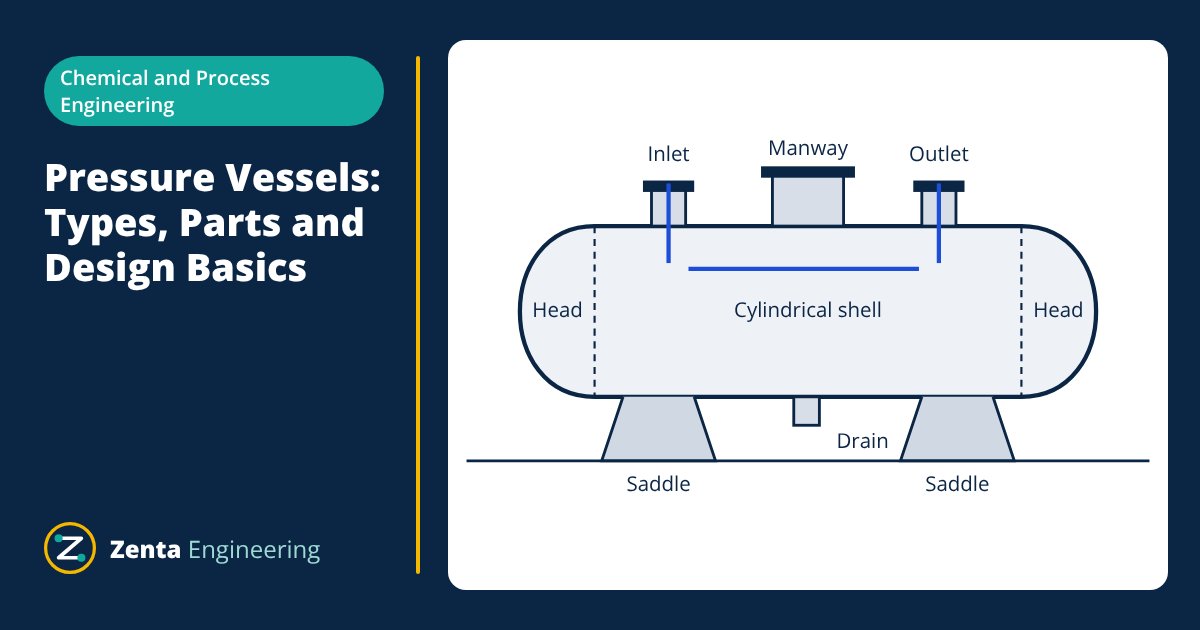 Chemical and Process
Engineering
Pressure Vessels:
Types, Parts and
Design Basics
Zenta Engineering
Inlet
Manway
Outlet
Head
Cylindrical shell
Head
Drain
Saddle
Saddle